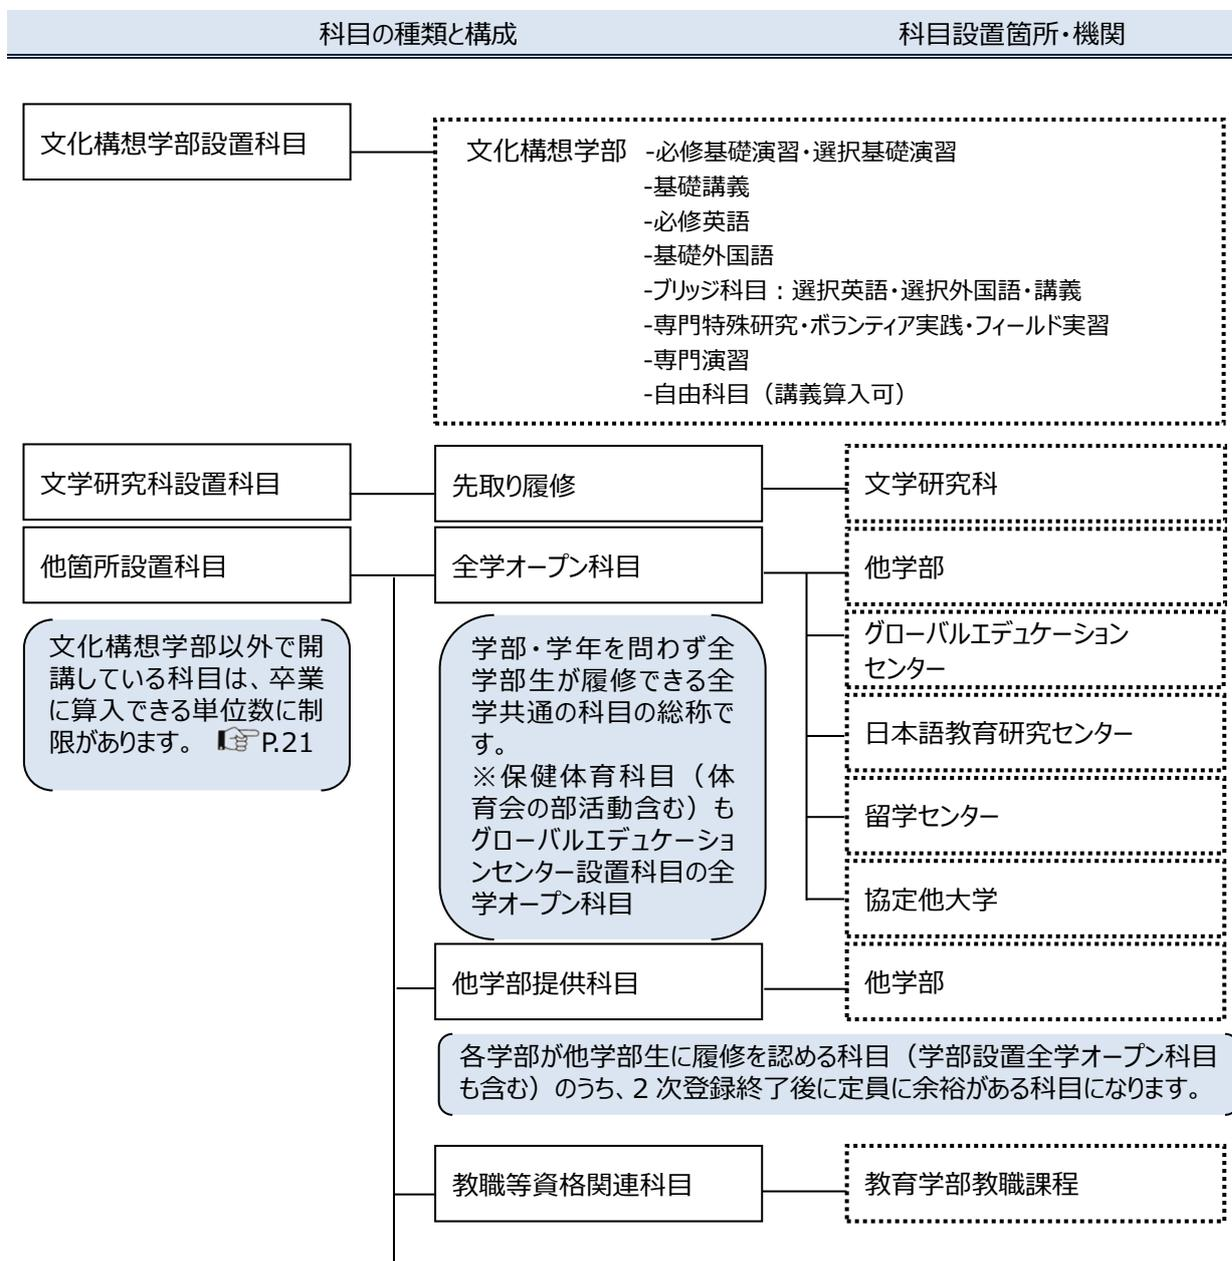 科目の種類と構成
科目設置箇所・機関
文化構想学部設置科目
文化構想学部 -必修基礎演習・選択基礎演習
-基礎講義
-必修英語
-基礎外国語
-ブリッジ科目：選択英語・選択外国語・講義
-専門特殊研究・ボランティア実践・フィールド実習
-専門演習
-自由科目（講義算入可）
文学研究科設置科目
先取り履修
文学研究科
他箇所設置科目
全学オープン科目
他学部
文化構想学部以外で開
講している科目は、卒業
に算入できる単位数に制
限があります。 ☞P.21
学部・学年を問わず全
学部生が履修できる全
学共通の科目の総称で
す。
※保健体育科目（体
育会の部活動含む）も
グローバルエデュケーショ
ンセンター設置科目の全
学オープン科目
グローバルエデュケーション
センター
日本語教育研究センター
留学センター
協定他大学
他学部提供科目
他学部
各学部が他学部生に履修を認める科目（学部設置全学オープン科目
も含む）のうち、2 次登録終了後に定員に余裕がある科目になります。
教職等資格関連科目
教育学部教職課程